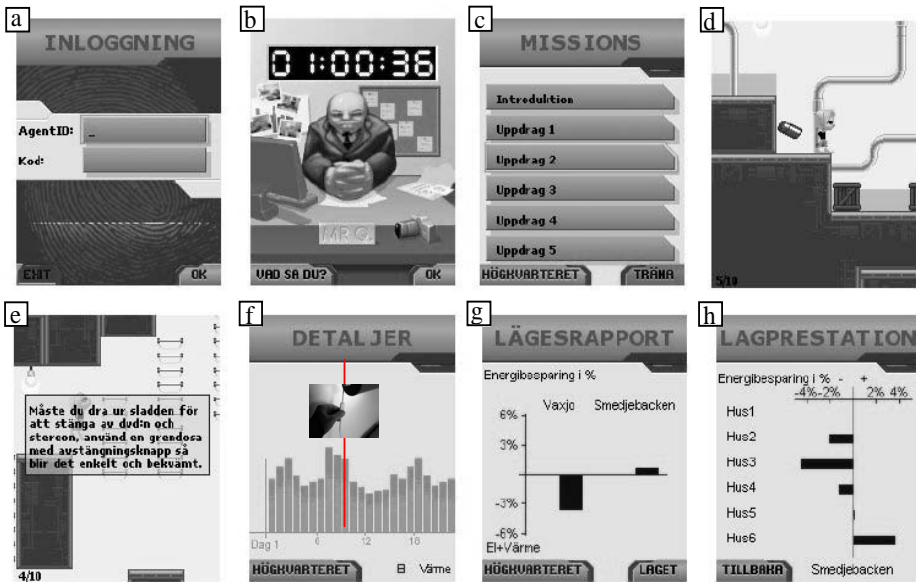 a
INLOGGNING
AgentID:
Kod:
EXIT
OK
b
01:00:36
MR Q.
VAD SA DU?
OK
c
MISSIONS
Introduktion
Uppdrag 1
Uppdrag 2
Uppdrag 3
Uppdrag 4
Uppdrag 5
HÖGKVARTERET
TRÄNA
d
5/10
e
Måste du dra ur sladden för
att stänga av dvd:n och
stereon, använd en grendosa
med avstängningsknapp så
blir det enkelt och bekvämt.
4/10
f
DETALJER
Dag 1 6 12 18
HÖGKVARTERET
B Värme
g
LÄGESRAPPORT
Energibesparing i %
Vaxjo Smedjebacken
6%
-3%
-6%
El+Värme
HÖGKVARTERET
LAGET
h
LAGPRESTATION
Energibesparing i % - +
-4% -2% 2% 4%
Hus1
Hus2
Hus3
Hus4
Hus5
Hus6
TILLBAKA
Smedjebacken